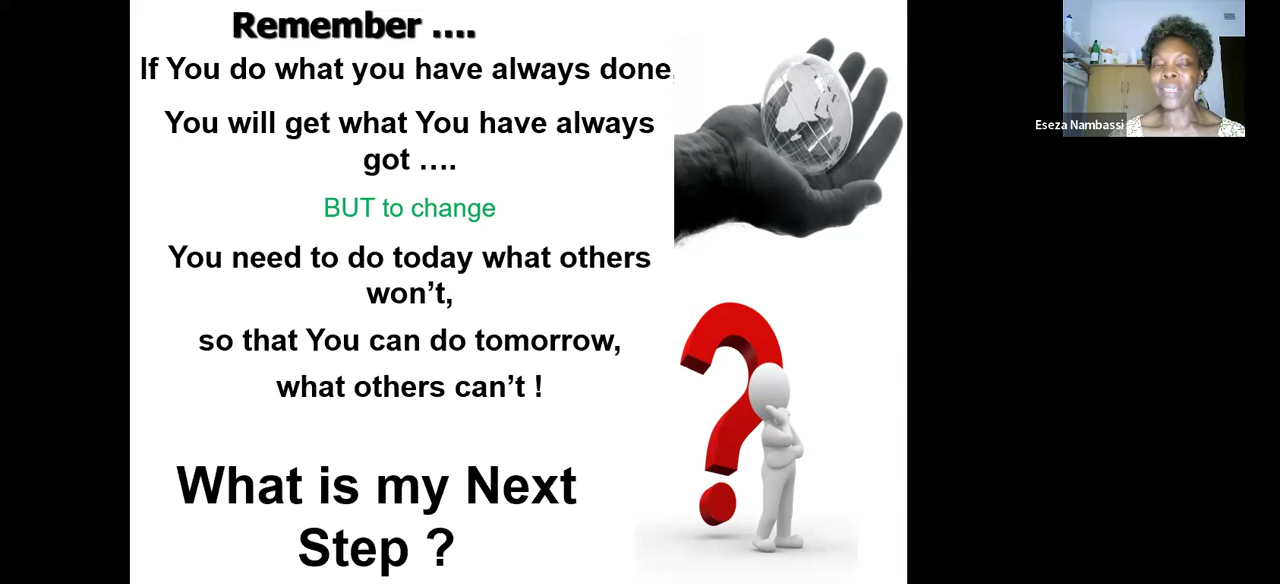 Remember ....
If You do what you have always done,
You will get what You have always
got ....
BUT to change
You need to do today what others
won't,
so that You can do tomorrow,
what others can't !
What is my Next
Step ?
Eseza Nambassi